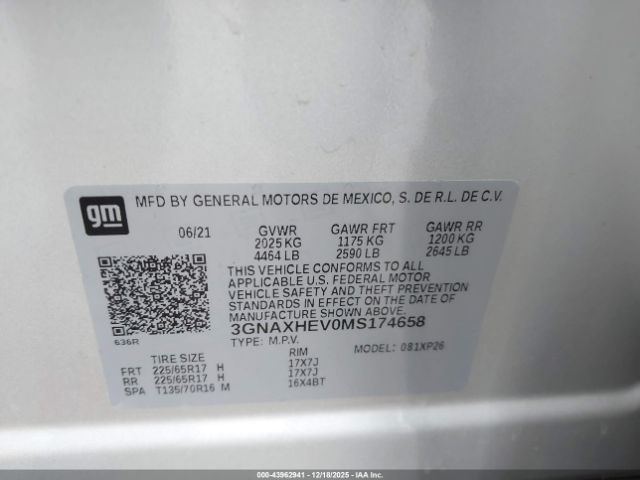 gm
MFD BY GENERAL MOTORS DE MEXICO, S. DE R.L. DE C.V.
06/21 GVWR GAWR FRT GAWR RR
2025 KG 1175 KG 1200 KG
4464 LB 2590 LB 2645 LB
THIS VEHICLE CONFORMS TO ALL
APPLICABLE U.S. FEDERAL MOTOR
VEHICLE SAFETY AND THEFT PREVENTION
STANDARDS IN EFFECT ON THE DATE OF
MANUFACTURE SHOWN ABOVE.
3GNAXHEV0MS174658
636R
TYPE: M.P.V. MODEL: 081XP26
TIRE SIZE RIM
FRT 225/65R17 H 17X7J
RR 225/65R17 H 17X7J
SPA T135/70R16 M 16X4BT
000-43962941 - 12/18/2025 - IAAI.COM